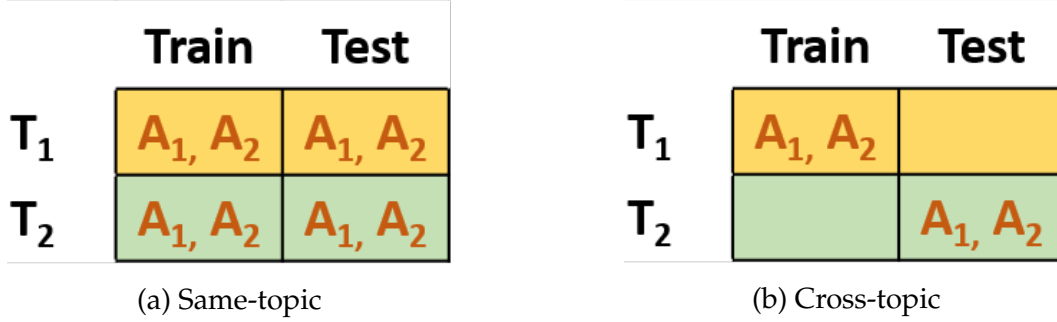 Train Test
T1 A1, A2 A1, A2
T2 A1, A2 A1, A2
(a) Same-topic
Train Test
T1 A1, A2
T2 A1, A2
(b) Cross-topic